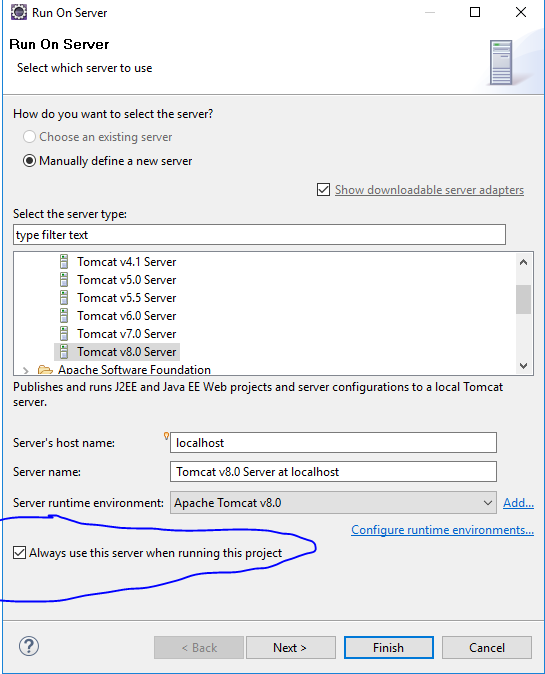 Run On Server
Run On Server
Select which server to use
How do you want to select the server?
Choose an existing server
Manually define a new server
Show downloadable server adapters
Select the server type:
type filter text
Tomcat v4.1 Server
Tomcat v5.0 Server
Tomcat v5.5 Server
Tomcat v6.0 Server
Tomcat v7.0 Server
Tomcat v8.0 Server
Apache Software Foundation
Publishes and runs J2EE and Java EE Web projects and server configurations to a local Tomcat
server.
Server's host name: localhost
Server name: Tomcat v8.0 Server at localhost
Server runtime environment: Apache Tomcat v8.0 Add...
Configure runtime environments...
Always use this server when running this project
? < Back Next > Finish Cancel